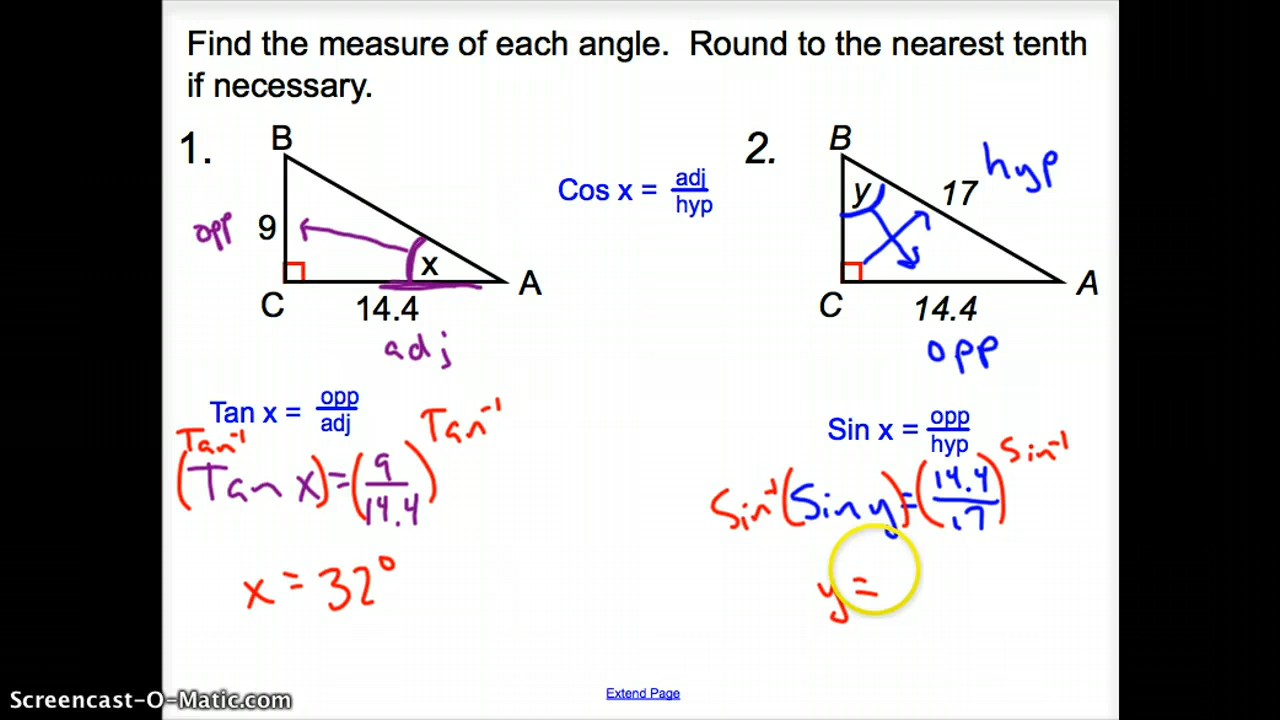 Find the measure of each angle. Round to the nearest tenth
if necessary.
1.
B
opp 9
x
C
A
14.4
adj
Cos x = adj/hyp
2.
B
hyp
y
17
C
A
14.4
opp
Tan x = opp/adj
Tan⁻¹ (Tan x) = (9/14.4) Tan⁻¹
x = 32°
Sin x = opp/hyp
Sin⁻¹ (Sin y) = (14.4/17) Sin⁻¹
y =
Extend Page
Screencast-O-Matic.com